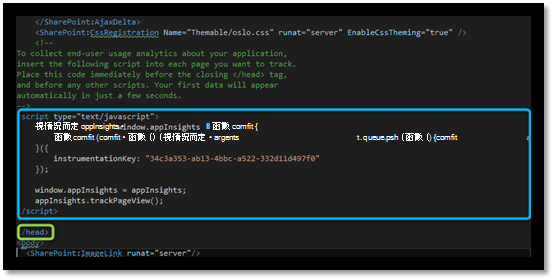 </SharePoint:AjaxDelta>
<SharePoint:CssRegistration Name="Themable/oslo.css" runat="server" EnableCssTheming="true" />
<!--
To collect end-user usage analytics about your application,
insert the following script into each page you want to track.
Place this code immediately before the closing </head> tag,
and before any other scripts. Your first data will appear
automatically in just a few seconds.
-->
script type="text/javascript">
視情況而定 appInsights window.appInsights 函數 comfit {
函數 comfit (comfit 函數 () {視情況而定 argents t.queue.psh (函數 () {comfit a
}({
instrumentationKey: "34c3a353-ab13-4bbc-a522-332d11d497f0"
});
window.appInsights = appInsights;
appInsights.trackPageView();
</script>
/head>
<body>
<SharePoint:ImageLink runat="server"/>